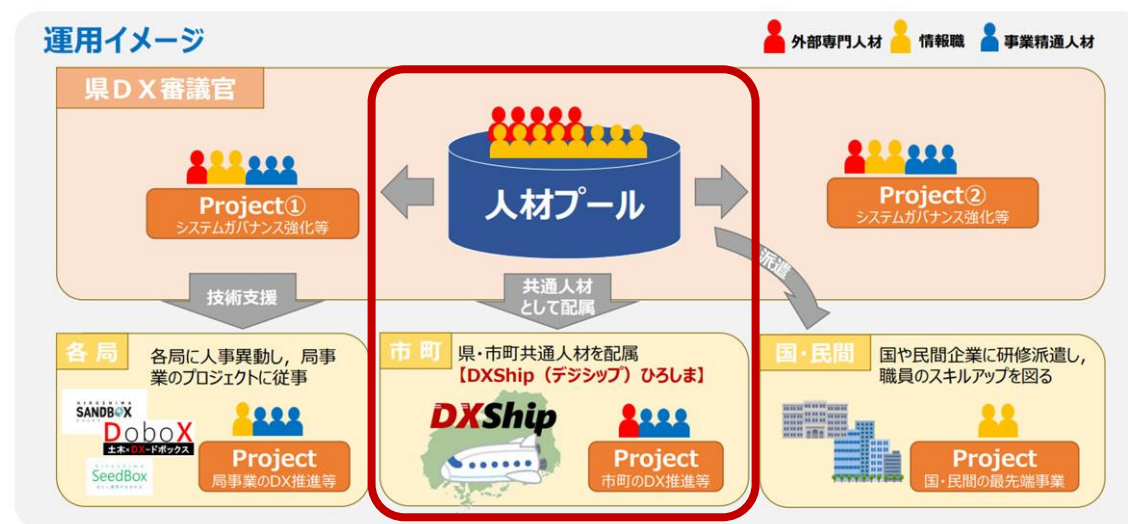 運用イメージ
外部専門人材 情報職 事業精通人材
県DX審議官
人材プール
Project①
システムガバナンス強化等
Project②
システムガバナンス強化等
派遣
技術支援
共通人材
として配属
各局
各局に人事異動し，局事
業のプロジェクトに従事
HIROSHIMA
SANDBOX
DoboX
土木×DX=ドボックス
SeedBox
Project
局事業のDX推進等
市町
県・市町共通人材を配属
【DXShip（デジシップ）ひろしま】
DXShip
Project
市町のDX推進等
国・民間
国や民間企業に研修派遣し，
職員のスキルアップを図る
Project
国・民間の最先端事業